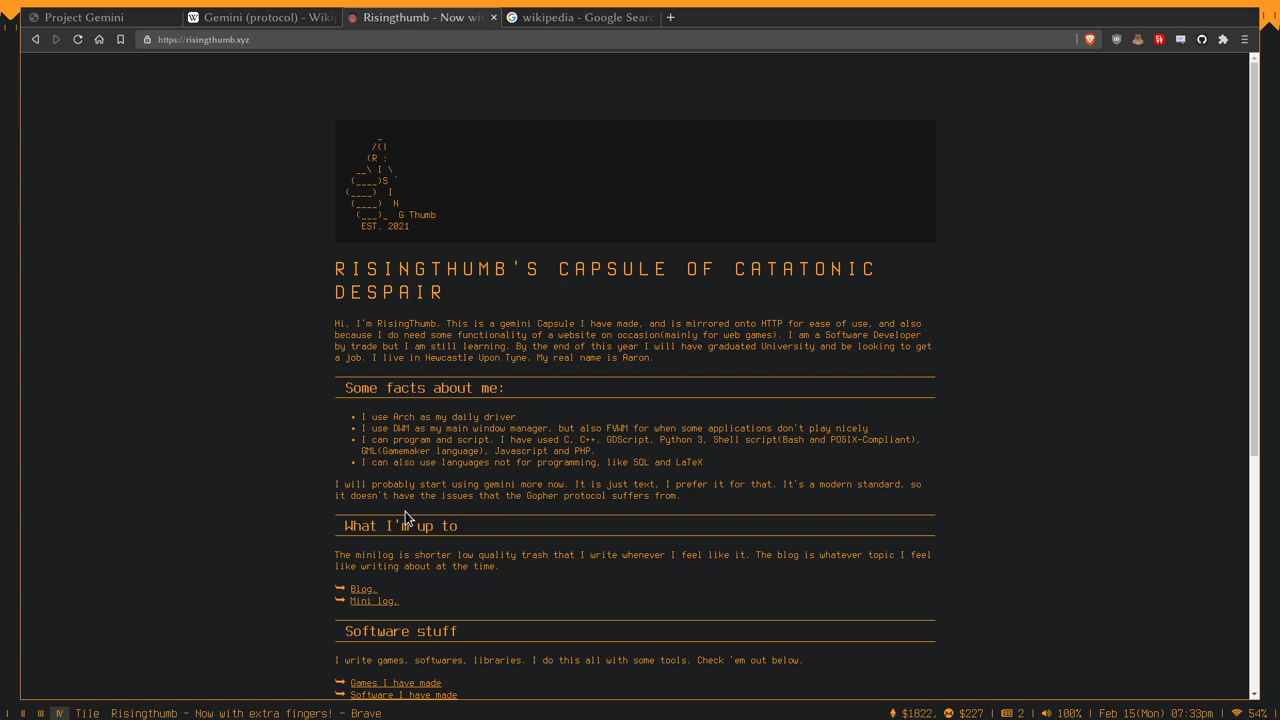 Project Gemini
Gemini (protocol) - Wiki
Risingthumb - Now wit
wikipedia - Google Searc
https://risingthumb.xyz
_
/(|
(R :
__\ I \
(____)S `
(____)  I
(____)  N
(___)_  G Thumb
EST. 2021
RISINGTHUMB'S CAPSULE OF CATATONIC
DESPAIR
Hi, I'm RisingThumb. This is a gemini Capsule I have made, and is mirrored onto HTTP for ease of use, and also
because I do need some functionality of a website on occasion(mainly for web games). I am a Software Developer
by trade but I am still learning. By the end of this year I will have graduated University and be looking to get
a job. I live in Newcastle Upon Tyne. My real name is Aaron.
Some facts about me:
• I use Arch as my daily driver
• I use DWM as my main window manager, but also FVWM for when some applications don't play nicely
• I can program and script. I have used C, C++, GDScript, Python 3, Shell script(Bash and POSIX-Compliant),
GML(Gamemaker language), Javascript and PHP.
• I can also use languages not for programming, like SQL and LaTeX
I will probably start using gemini more now. It is just text, I prefer it for that. It's a modern standard, so
it doesn't have the issues that the Gopher protocol suffers from.
What I'm up to
The minilog is shorter low quality trash that I write whenever I feel like it. The blog is whatever topic I feel
like writing about at the time.
Blog.
Mini log.
Software stuff
I write games, softwares, libraries. I do this all with some tools. Check 'em out below.
Games I have made
Software I have made
I II III IV Tile Risingthumb - Now with extra fingers! - Brave
$1822, $227 | 2 | 100% | Feb 15(Mon) 07:33pm | 54%